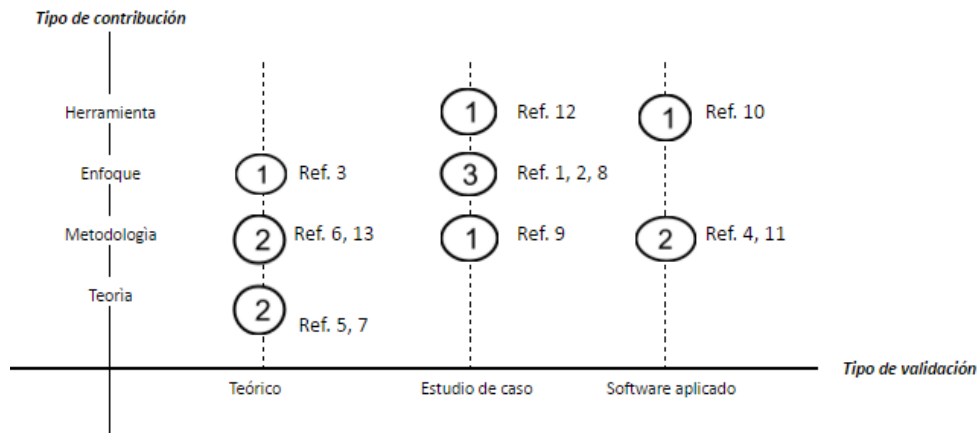 Tipo de contribución
Herramienta
1 Ref. 12
1 Ref. 10
Enfoque
1 Ref. 3
3 Ref. 1, 2, 8
Metodologìa
2 Ref. 6, 13
1 Ref. 9
2 Ref. 4, 11
Teorìa
2 Ref. 5, 7
Tipo de validación
Teórico
Estudio de caso
Software aplicado